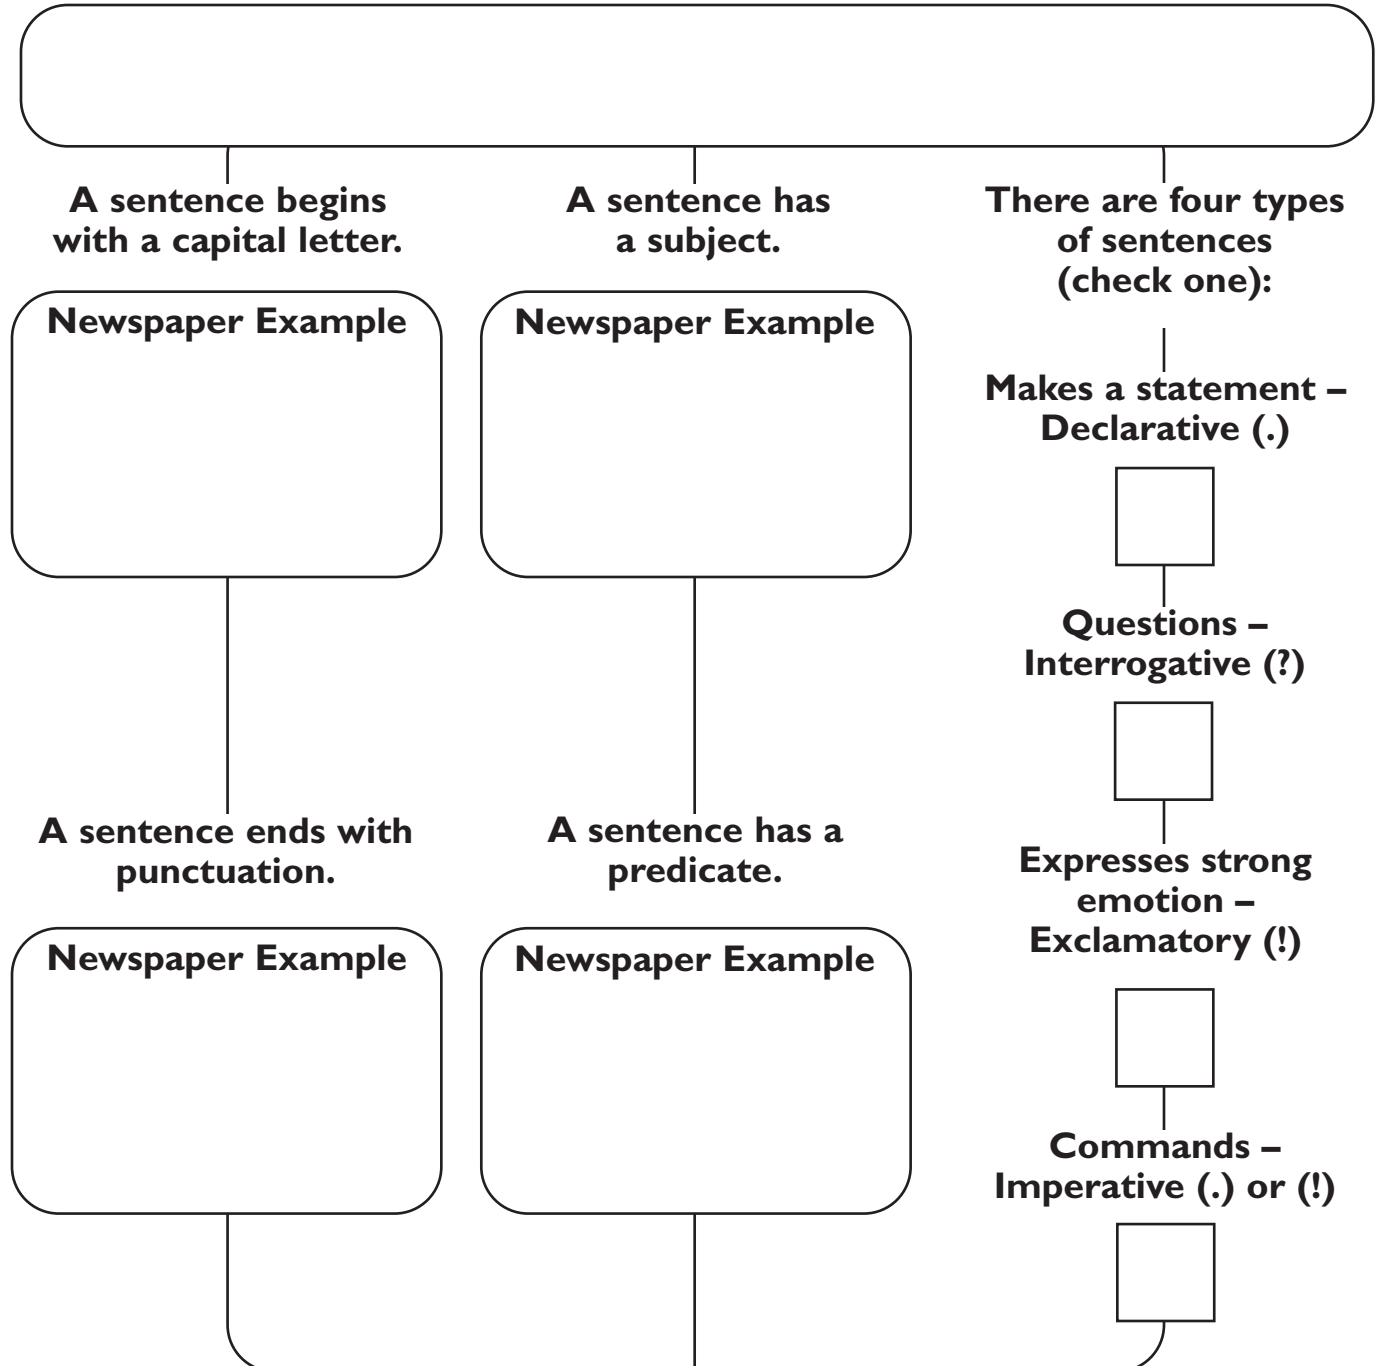 A sentence begins
with a capital letter.
Newspaper Example
A sentence ends with
punctuation.
Newspaper Example
A sentence has
a subject.
Newspaper Example
A sentence has a
predicate.
Newspaper Example
There are four types
of sentences
(check one):
Makes a statement –
Declarative (.)
Questions –
Interrogative (?)
Expresses strong
emotion –
Exclamatory (!)
Commands –
Imperative (.) or (!)